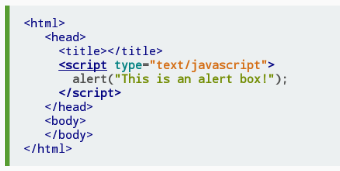 <html>
<head>
<title></title>
<script type="text/javascript">
alert("This is an alert box!");
</script>
</head>
<body>
</body>
</html>